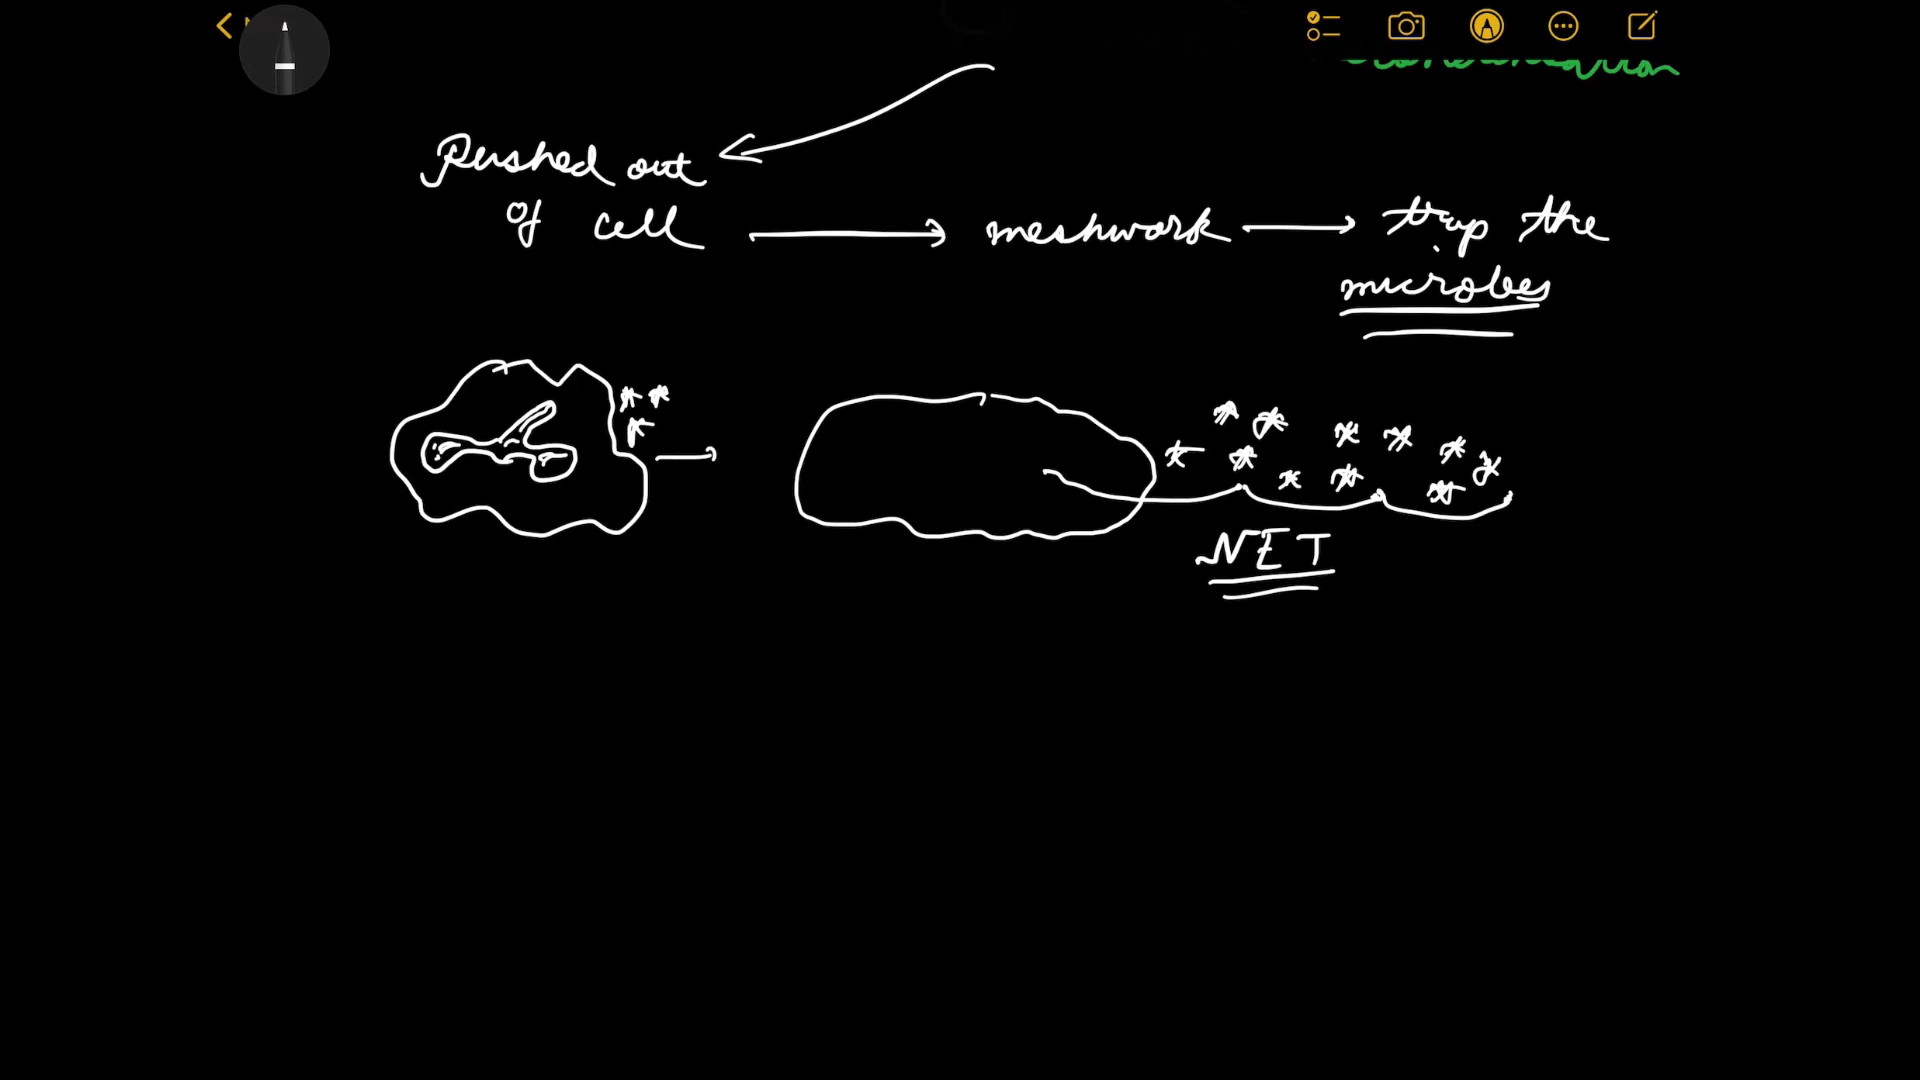 Pushed out
of cell → meshwork → trap the
microbes
NET